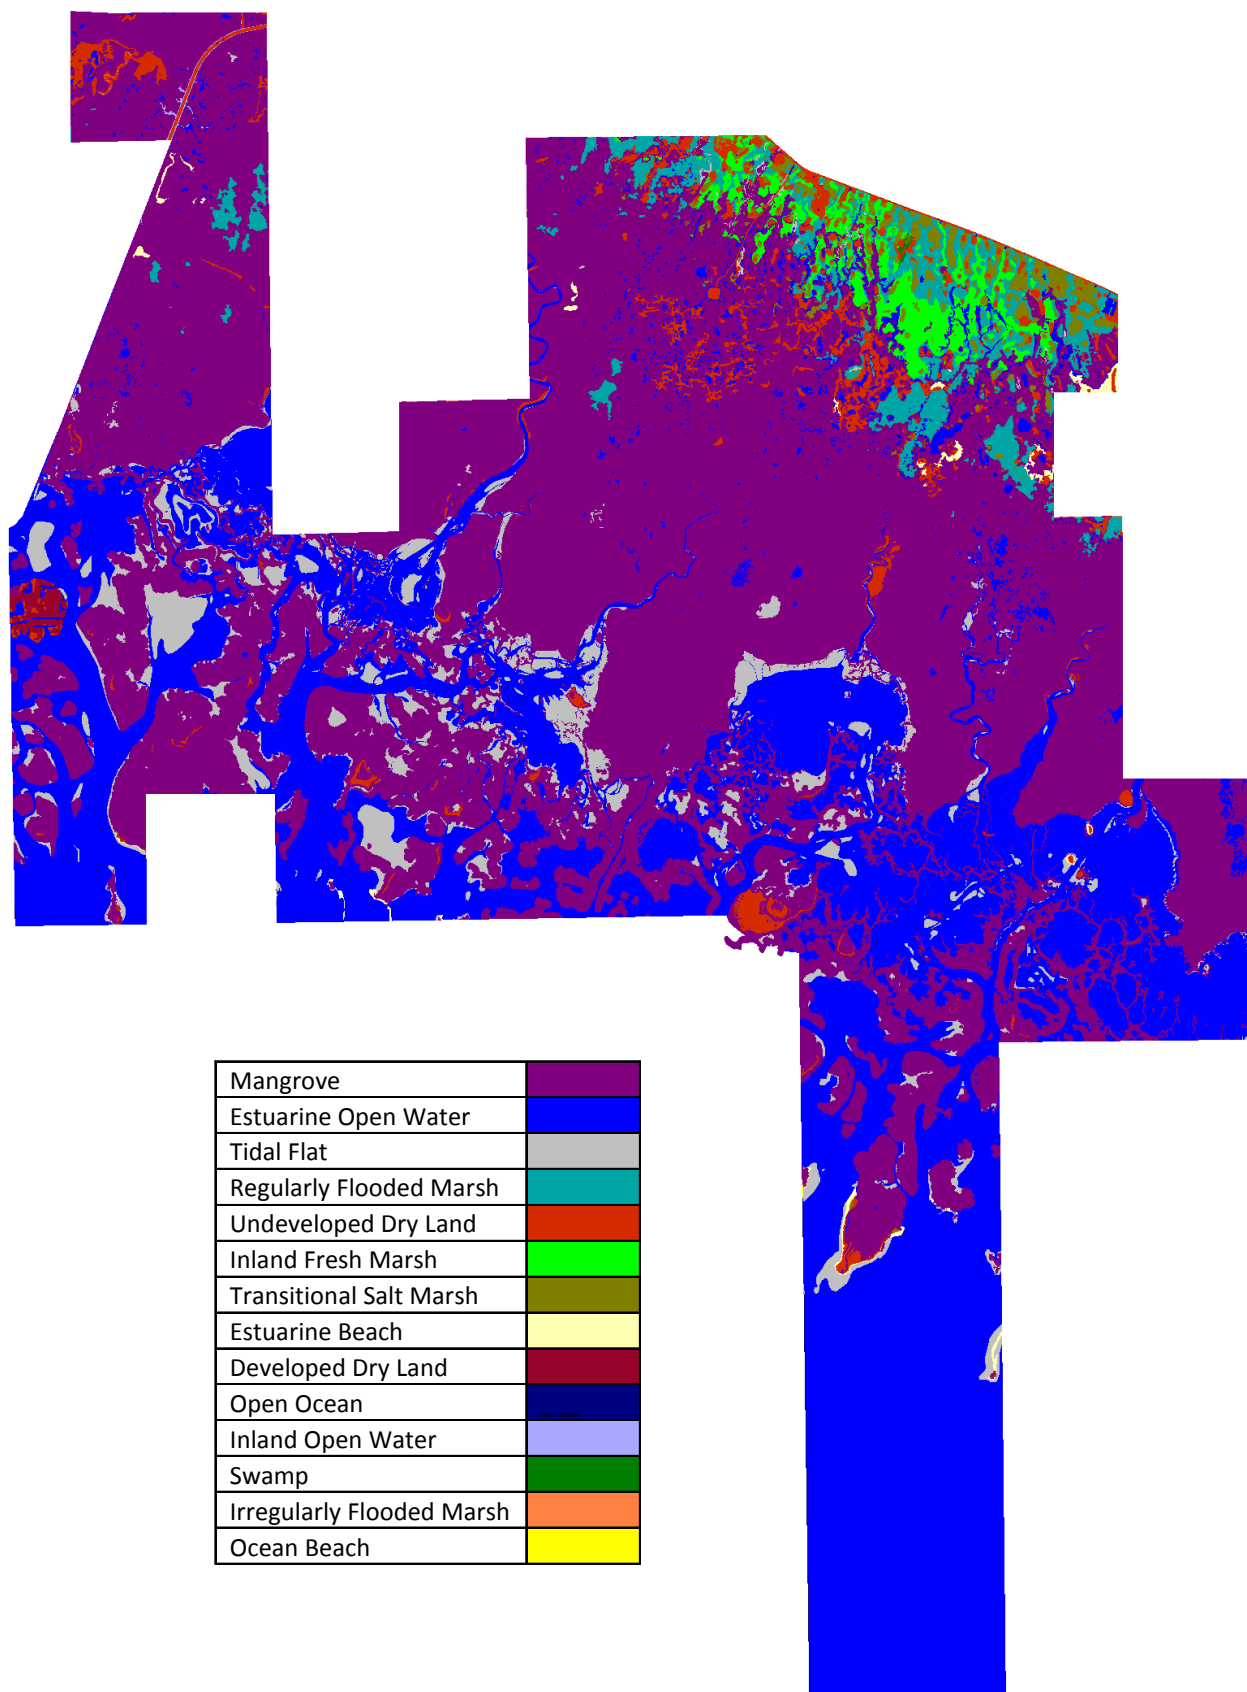 Mangrove
Estuarine Open Water
Tidal Flat
Regularly Flooded Marsh
Undeveloped Dry Land
Inland Fresh Marsh
Transitional Salt Marsh
Estuarine Beach
Developed Dry Land
Open Ocean
Inland Open Water
Swamp
Irregularly Flooded Marsh
Ocean Beach